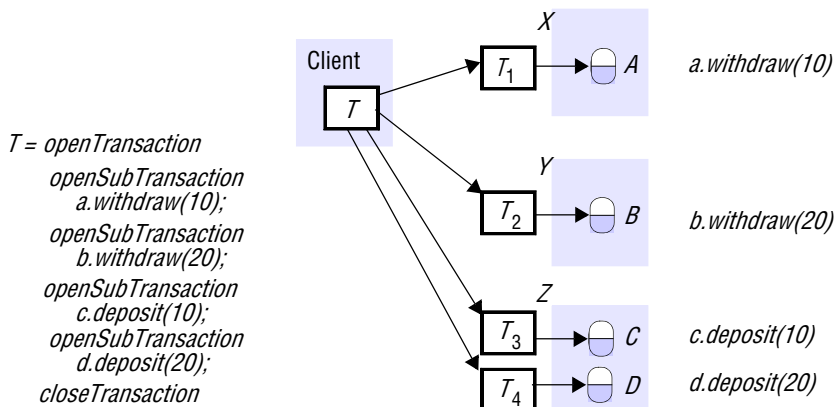 X
Client
T₁
A
a.withdraw(10)
T
T = openTransaction
openSubTransaction
a.withdraw(10);
openSubTransaction
b.withdraw(20);
openSubTransaction
c.deposit(10);
openSubTransaction
d.deposit(20);
closeTransaction
Y
T₂
B
b.withdraw(20)
Z
T₃
C
c.deposit(10)
T₄
D
d.deposit(20)